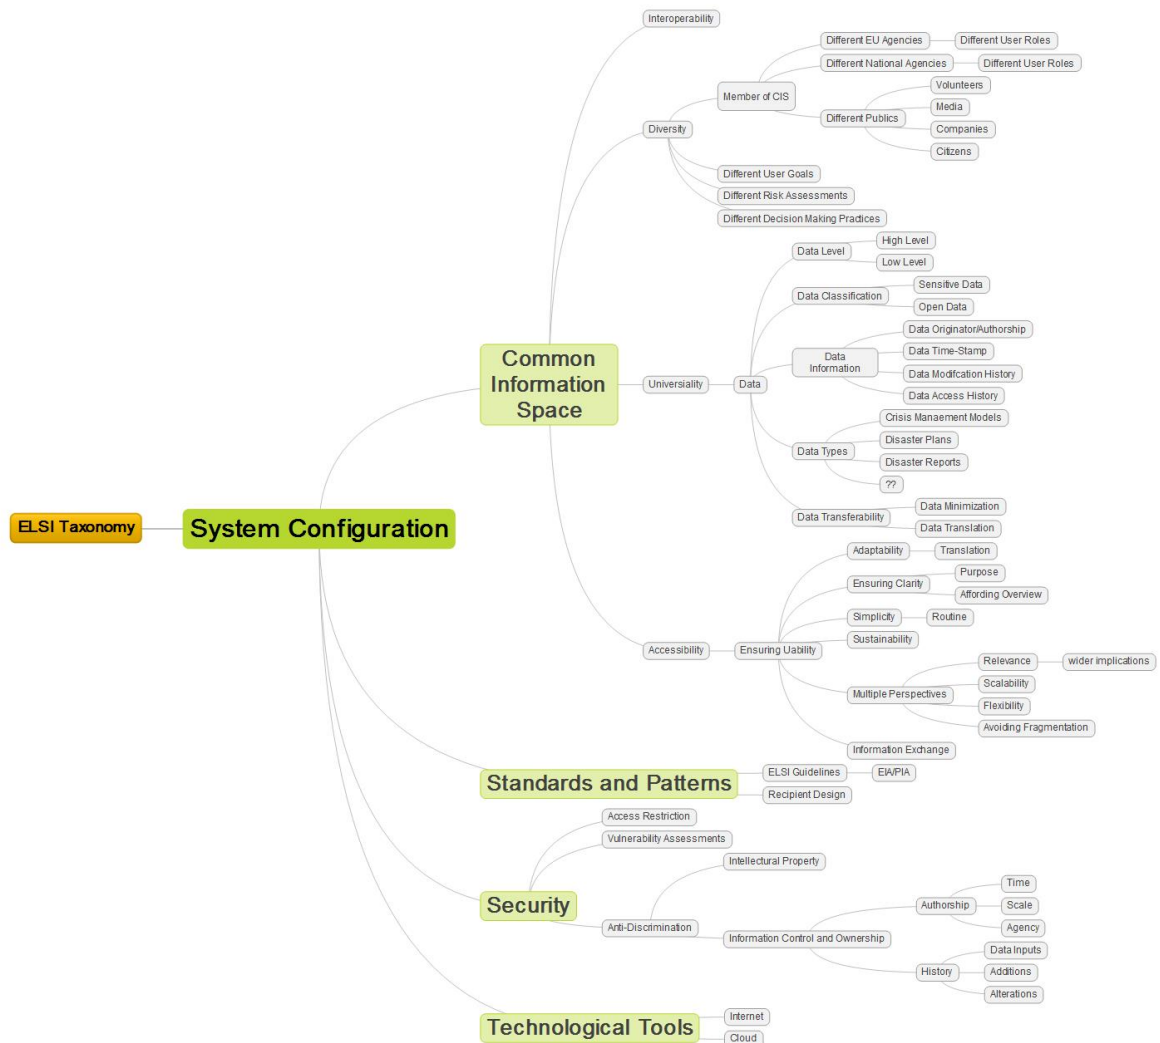 Interoperability
Different EU Agencies
Different User Roles
Different National Agencies
Different User Roles
Member of CIS
Volunteers
Media
Different Publics
Companies
Citizens
Diversity
Different User Goals
Different Risk Assessments
Different Decision Making Practices
Data Level
High Level
Low Level
Data Classification
Sensitive Data
Open Data
Common
Information
Space
Universiality
Data
Data
Information
Data Originator/Authorship
Data Time-Stamp
Data Modifcation History
Data Access History
Data Types
Crisis Manaement Models
Disaster Plans
Disaster Reports
??
Data Transferability
Data Minimization
Data Translation
ELSI Taxonomy
System Configuration
Adaptability
Translation
Ensuring Clarity
Purpose
Affording Overview
Simplicity
Routine
Sustainability
Accessibility
Ensuring Uability
Multiple Perspectives
Relevance
wider implications
Scalability
Flexibility
Avoiding Fragmentation
Information Exchange
Standards and Patterns
ELSI Guidelines
EIA/PIA
Recipient Design
Access Restriction
Vulnerability Assessments
Intellectural Property
Security
Anti-Discrimination
Information Control and Ownership
Authorship
Time
Scale
Agency
History
Data Inputs
Additions
Alterations
Technological Tools
Internet
Cloud